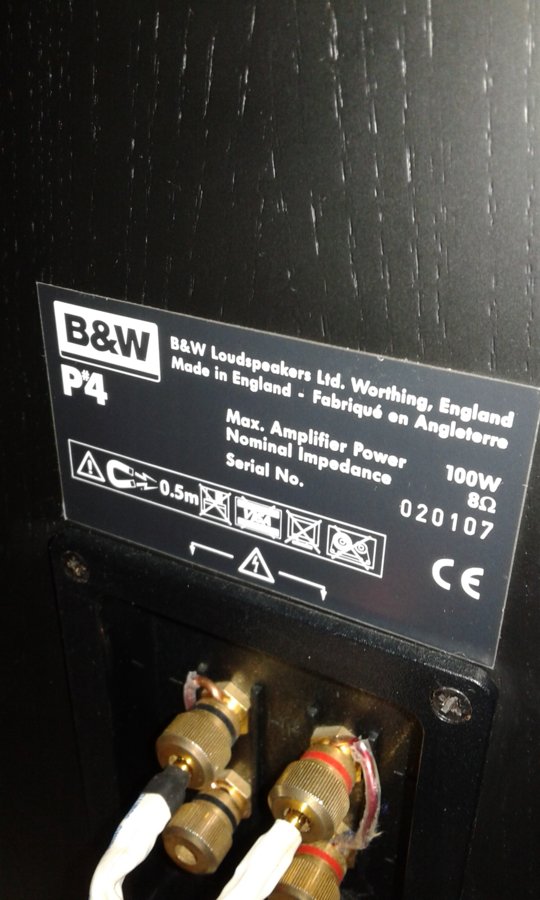 B&W
B&W Loudspeakers Ltd. Worthing, England
Made in England - Fabriqué en Angleterre
P*4
Max. Amplifier Power 100W
Nominal Impedance 8Ω
Serial No. 020107
0.5m
CE